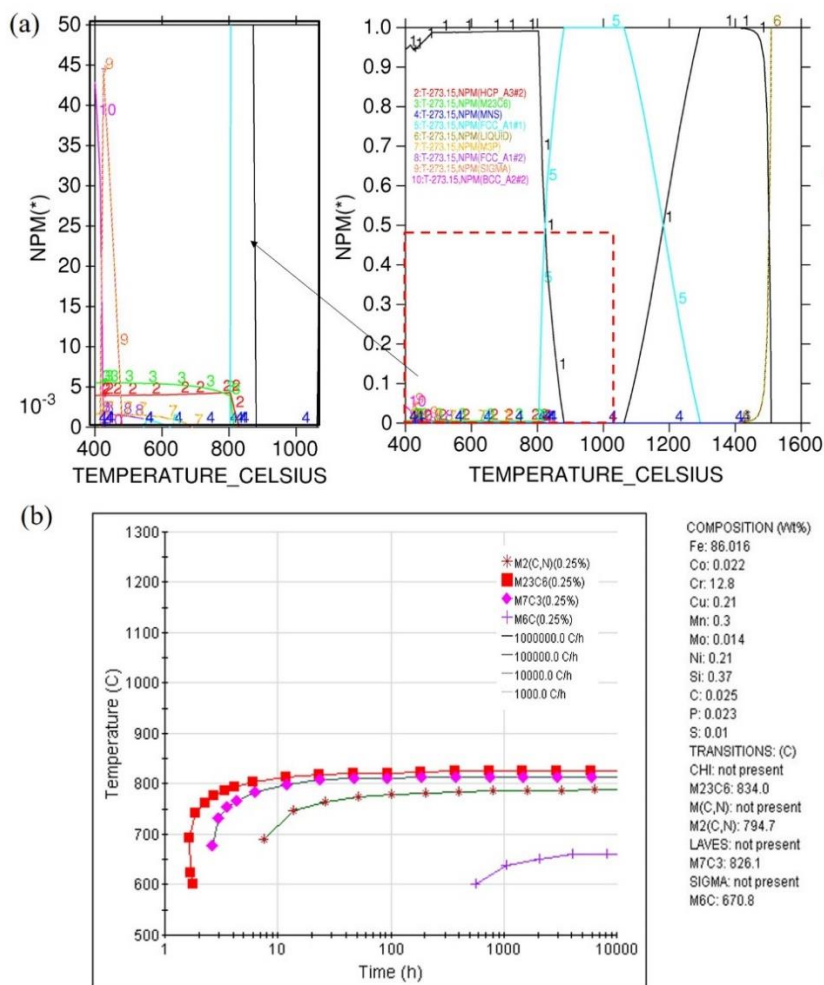 (a)
50
45
40
35
30
25
20
15
10
5
0
10⁻³
NPM(*)
400 600 800 1000
TEMPERATURE_CELSIUS
1.0
0.9
0.8
0.7
0.6
0.5
0.4
0.3
0.2
0.1
0
NPM(*)
2:T-273.15,NPM(HCP_A3#2)
3:T-273.15,NPM(M23C6)
4:T-273.15,NPM(MNS)
5:T-273.15,NPM(FCC_A1#1)
6:T-273.15,NPM(LIQUID)
7:T-273.15,NPM(M3P)
8:T-273.15,NPM(FCC_A1#2)
9:T-273.15,NPM(SIGMA)
10:T-273.15,NPM(BCC_A2#2)
400 600 800 1000 1200 1400 1600
TEMPERATURE_CELSIUS
(b)
1300
1200
1100
1000
900
800
700
600
500
Temperature (C)
1 10 100 1000 10000
Time (h)
M2(C,N)(0.25%)
M23C6(0.25%)
M7C3(0.25%)
M6C(0.25%)
1000000.0 C/h
100000.0 C/h
10000.0 C/h
1000.0 C/h
COMPOSITION (Wt%)
Fe: 86.016
Co: 0.022
Cr: 12.8
Cu: 0.21
Mn: 0.3
Mo: 0.014
Ni: 0.21
Si: 0.37
C: 0.025
P: 0.023
S: 0.01
TRANSITIONS: (C)
CHI: not present
M23C6: 834.0
M(C,N): not present
M2(C,N): 794.7
LAVES: not present
M7C3: 826.1
SIGMA: not present
M6C: 670.8